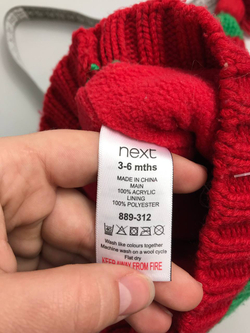 next
3-6 mths
MADE IN CHINA
MAIN
100% ACRYLIC
LINING
100% POLYESTER
889-312
Wash like colours together
Machine wash on a wool cycle
Flat dry
KEEP AWAY FROM FIRE